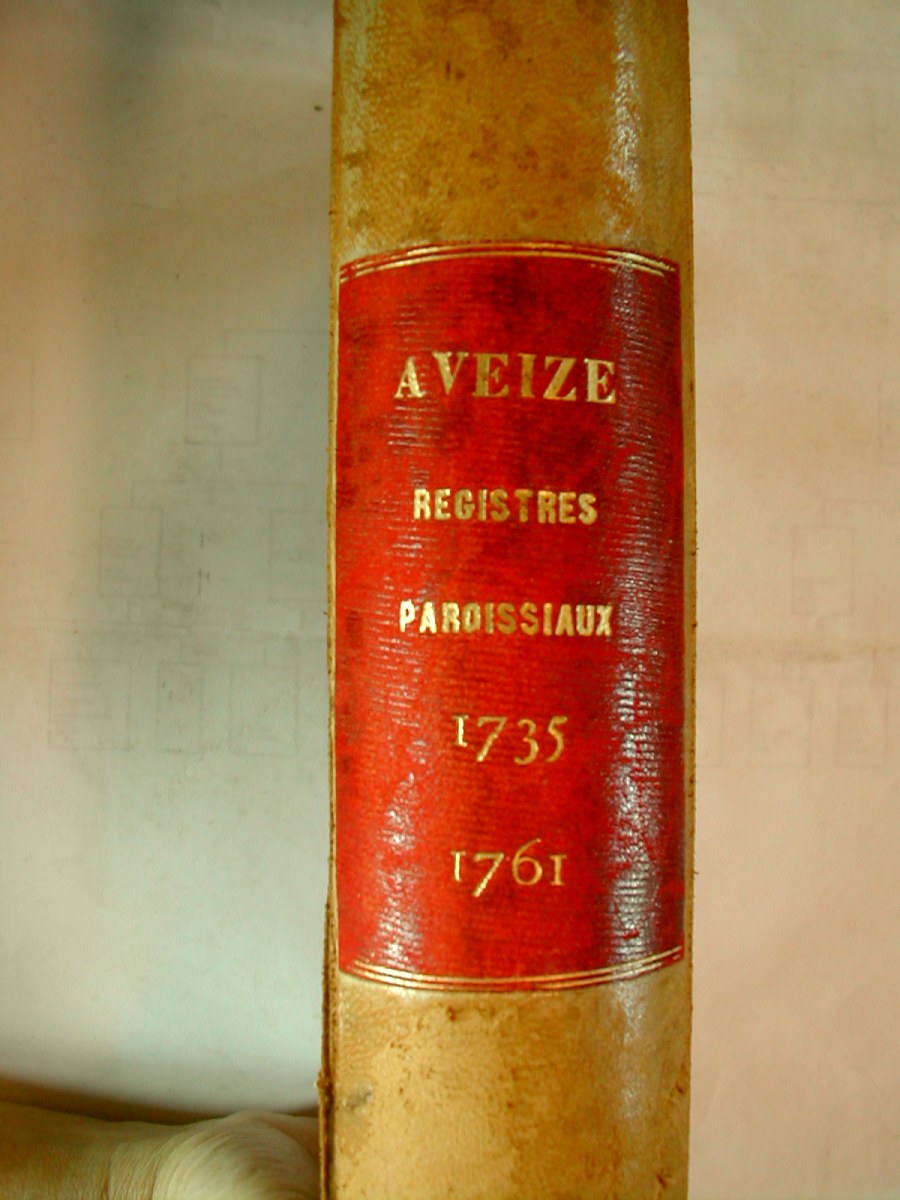 AVEIZE
REGISTRES
PAROISSIAUX
1735
1761